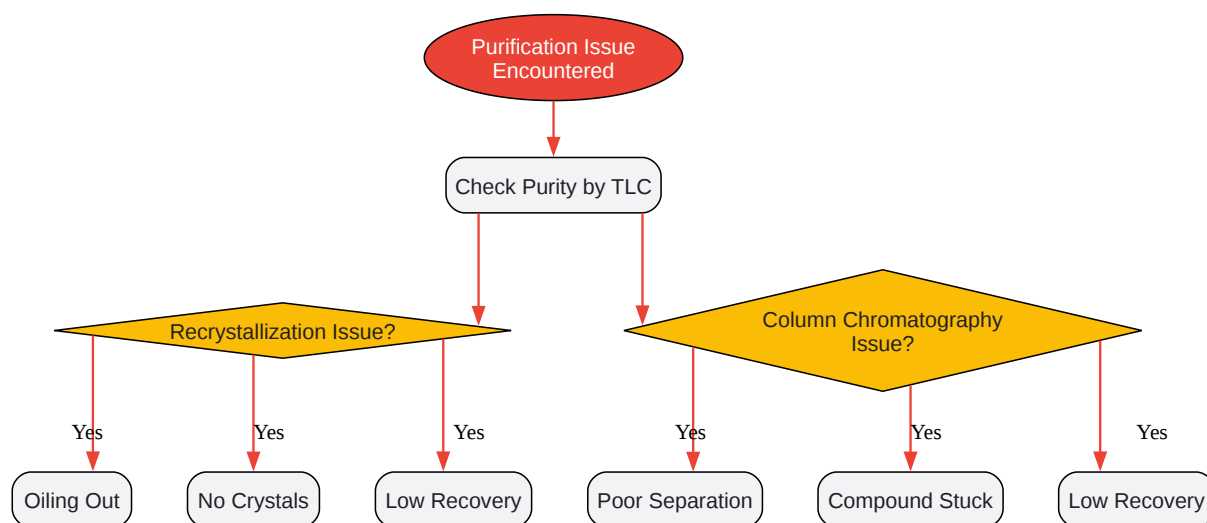 Purification Issue
Encountered
Check Purity by TLC
Recrystallization Issue?
Column Chromatography
Issue?
Yes
Yes
Yes
Yes
Yes
Yes
Oiling Out
No Crystals
Low Recovery
Poor Separation
Compound Stuck
Low Recovery